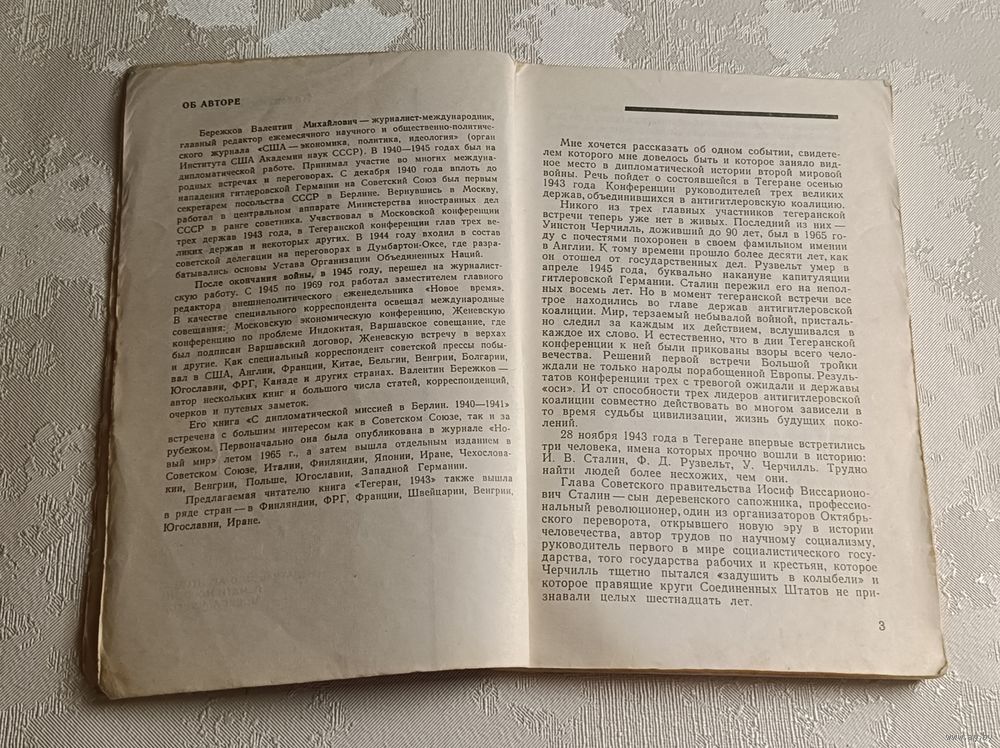 ОБ АВТОРЕ
Бережков Валентин Михайлович — журналист-международник,
главный редактор ежемесячного научного и общественно-политиче-
ского журнала «США — экономика, политика, идеология» (орган
Института США Академии наук СССР). В 1940—1945 годах был на
дипломатической работе. Принимал участие во многих междуна-
родных встречах и переговорах. С декабря 1940 года вплоть до
нападения гитлеровской Германии на Советский Союз был первым
секретарем посольства СССР в Берлине. Вернувшись в Москву,
работал в центральном аппарате Министерства иностранных дел
СССР в ранге советника. Участвовал в Московской конференции
трех держав 1943 года, в Тегеранской конференции глав трех ве-
ликих держав и некоторых других. В 1944 году входил в состав
советской делегации на переговорах в Думбартон-Оксе, где разра-
батывались основы Устава Организации Объединенных Наций.
После окончания войны, в 1945 году, перешел на журналист-
скую работу. С 1945 по 1969 год работал заместителем главного
редактора внешнеполитического еженедельника «Новое время».
В качестве специального корреспондента освещал международные
совещания: Московскую экономическую конференцию, Женевскую
конференцию по проблеме Индокитая, Варшавское совещание, где
был подписан Варшавский договор, Женевскую встречу в верхах
и другие. Как специальный корреспондент советской прессы побы-
вал в США, Англии, Франции, Китае, Бельгии, Венгрии, Болгарии,
Югославии, ФРГ, Канаде и других странах. Валентин Бережков —
автор нескольких книг и большого числа статей, корреспонденций,
очерков и путевых заметок.
Его книга «С дипломатической миссией в Берлин. 1940—1941»
встречена с большим интересом как в Советском Союзе, так и за
рубежом. Первоначально она была опубликована в журнале «Но-
вый мир» летом 1965 г., а затем вышла отдельным изданием в
Советском Союзе, Италии, Финляндии, Японии, Иране, Чехослова-
кии, Венгрии, Польше, Югославии, Западной Германии.
Предлагаемая читателю книга «Тегеран, 1943» также вышла
в ряде стран — в Финляндии, ФРГ, Франции, Швейцарии, Венгрии,
Югославии, Иране.
Мне хочется рассказать об одном событии, свидете-
лем которого мне довелось быть и которое заняло вид-
ное место в дипломатической истории второй мировой
войны. Речь пойдет о состоявшейся в Тегеране осенью
1943 года Конференции руководителей трех великих
держав, объединившихся в антигитлеровскую коалицию.
Никого из трех главных участников тегеранской
встречи теперь уже нет в живых. Последний из них —
Уинстон Черчилль, доживший до 90 лет, был в 1965 го-
ду с почестями похоронен в своем фамильном имении
в Англии. К тому времени прошло более десяти лет, как
он отошел от государственных дел. Рузвельт умер в
апреле 1945 года, буквально накануне капитуляции
гитлеровской Германии. Сталин пережил его на непол-
ных восемь лет. Но в момент тегеранской встречи все
трое находились во главе держав антигитлеровской
коалиции. Мир, терзаемый небывалой войной, присталь-
но следил за каждым их действием, вслушивался в
каждое их слово. И естественно, что в дни Тегеранской
конференции к ней были прикованы взоры всего чело-
вечества. Решений первой встречи Большой тройки
ждали не только народы порабощенной Европы. Резуль-
татов конференции трех с тревогой ожидали и державы
«оси». И от способности трех лидеров антигитлеровской
коалиции совместно действовать во многом зависели в
то время судьбы цивилизации, жизнь будущих поко-
лений.
28 ноября 1943 года в Тегеране впервые встретились
три человека, имена которых прочно вошли в историю:
И. В. Сталин, Ф. Д. Рузвельт, У. Черчилль. Трудно
найти людей более несхожих, чем они.
Глава Советского правительства Иосиф Виссарионо-
вич Сталин — сын деревенского сапожника, профессио-
нальный революционер, один из организаторов Октябрь-
ского переворота, открывшего новую эру в истории
человечества, автор трудов по научному социализму,
руководитель первого в мире социалистического госу-
дарства, того государства рабочих и крестьян, которое
Черчилль тщетно пытался «задушить в колыбели» и
которое правящие круги Соединенных Штатов не при-
знавали целых шестнадцать лет.
3